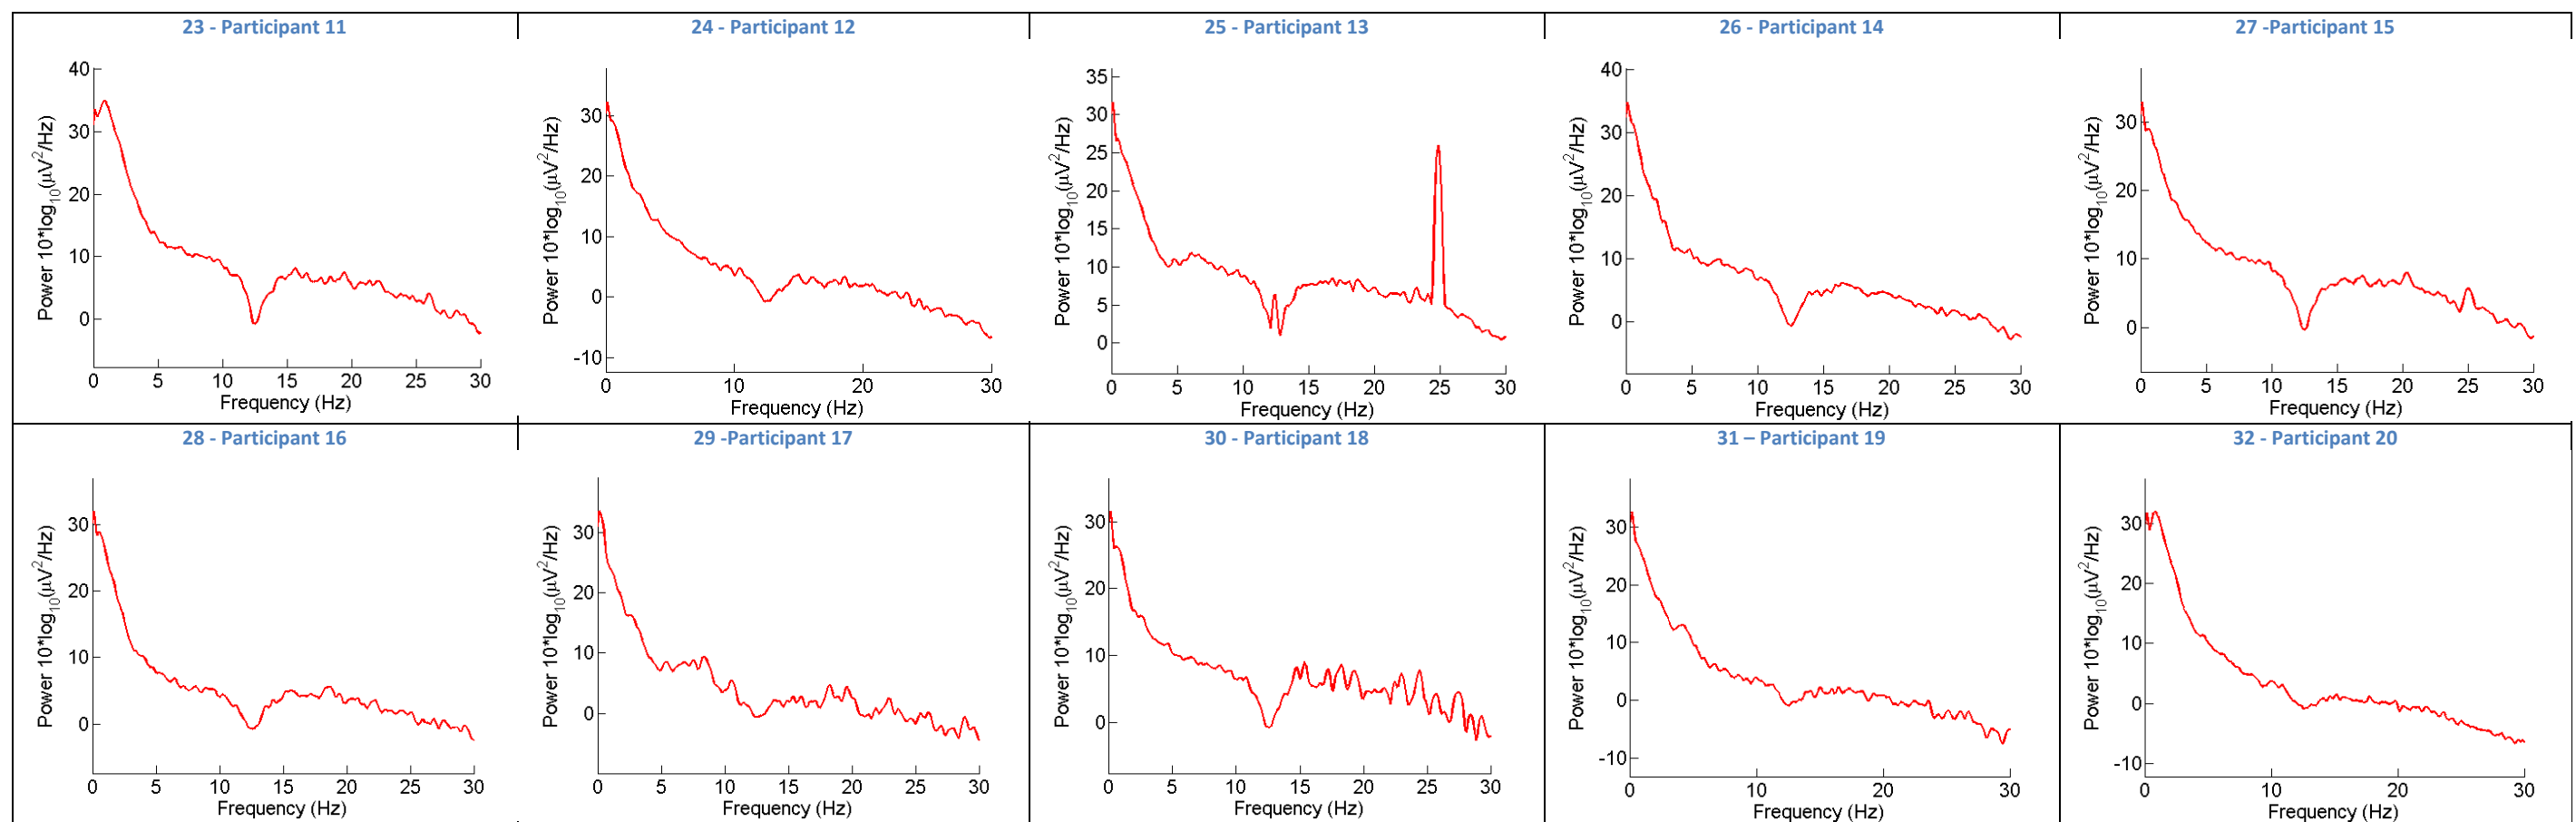 23 - Participant 11
40
30
20
10
0
Power 10*log10(μV²/Hz)
0 5 10 15 20 25 30
Frequency (Hz)
24 - Participant 12
30
20
10
0
-10
Power 10*log10(μV²/Hz)
0 10 20 30
Frequency (Hz)
25 - Participant 13
35
30
25
20
15
10
5
0
Power 10*log10(μV²/Hz)
0 5 10 15 20 25 30
Frequency (Hz)
26 - Participant 14
40
30
20
10
0
Power 10*log10(μV²/Hz)
0 5 10 15 20 25 30
Frequency (Hz)
27 -Participant 15
30
20
10
0
Power 10*log10(μV²/Hz)
0 5 10 15 20 25 30
Frequency (Hz)
28 - Participant 16
30
20
10
0
Power 10*log10(μV²/Hz)
0 5 10 15 20 25 30
Frequency (Hz)
29 -Participant 17
30
20
10
0
Power 10*log10(μV²/Hz)
0 5 10 15 20 25 30
Frequency (Hz)
30 - Participant 18
30
20
10
0
Power 10*log10(μV²/Hz)
0 5 10 15 20 25 30
Frequency (Hz)
31 – Participant 19
30
20
10
0
-10
Power 10*log10(μV²/Hz)
0 10 20 30
Frequency (Hz)
32 - Participant 20
30
20
10
0
-10
Power 10*log10(μV²/Hz)
0 10 20 30
Frequency (Hz)